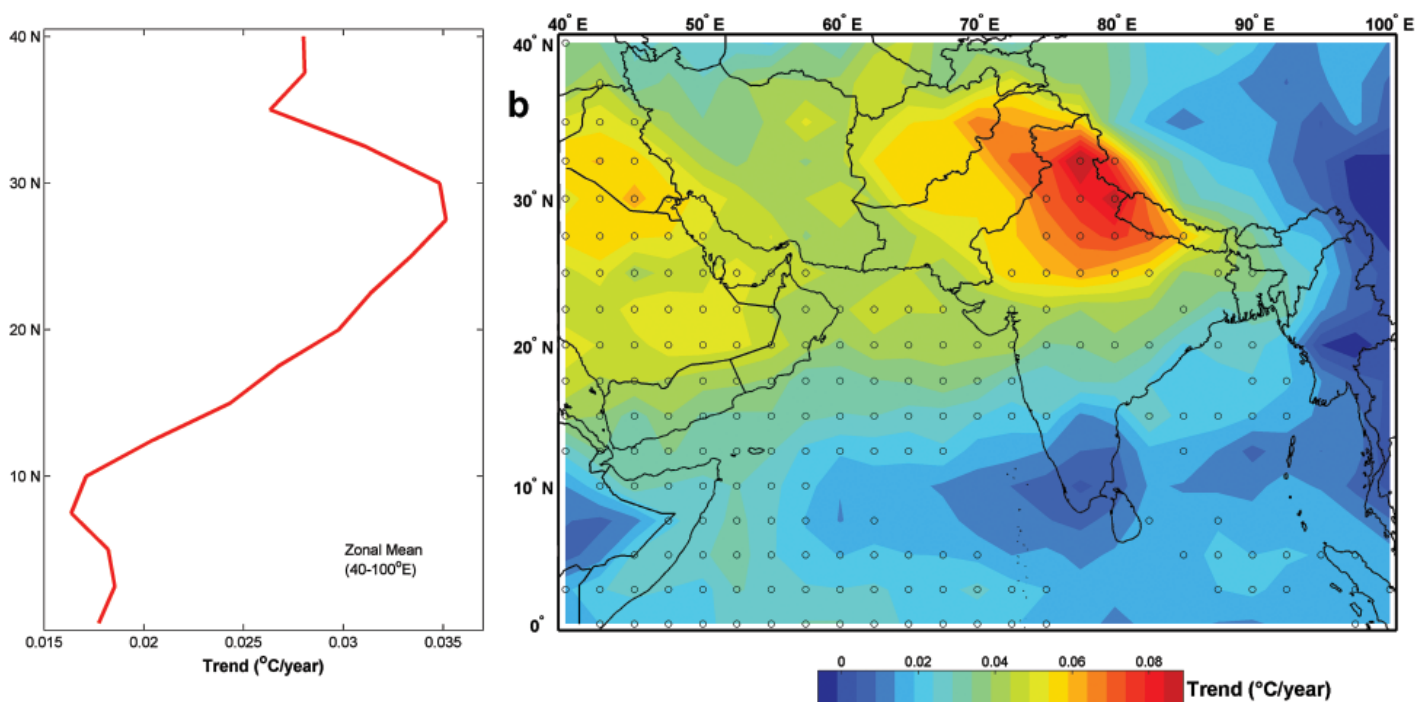 40 N
30 N
20 N
10 N
Zonal Mean
(40-100°E)
0.015 0.02 0.025 0.03 0.035
Trend (°C/year)
b
40° E 50° E 60° E 70° E 80° E 90° E 100° E
40° N
30° N
20° N
10° N
0°
0 0.02 0.04 0.06 0.08
Trend (°C/year)